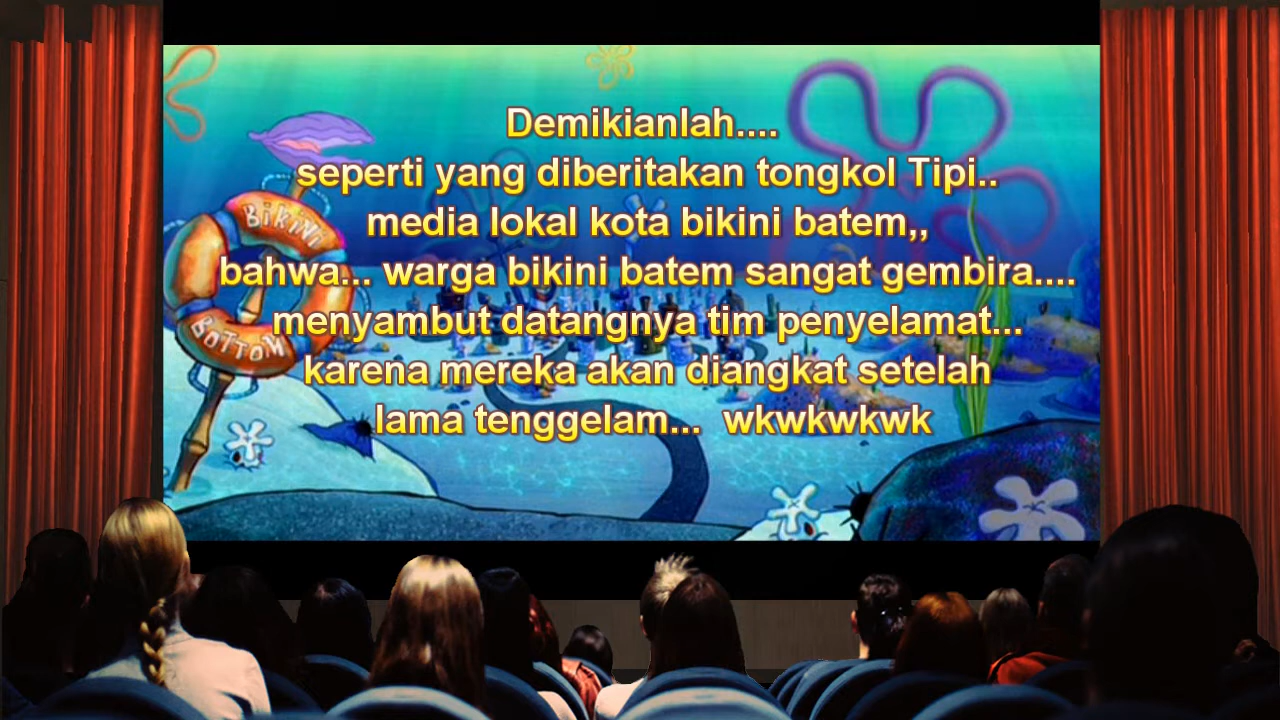 Demikianlah....
seperti yang diberitakan tongkol Tipi..
media lokal kota bikini batem,,
bahwa... warga bikini batem sangat gembira....
menyambut datangnya tim penyelamat...
karena mereka akan diangkat setelah
lama tenggelam... wkwkwkwk
BiKiNi
BOTTOM